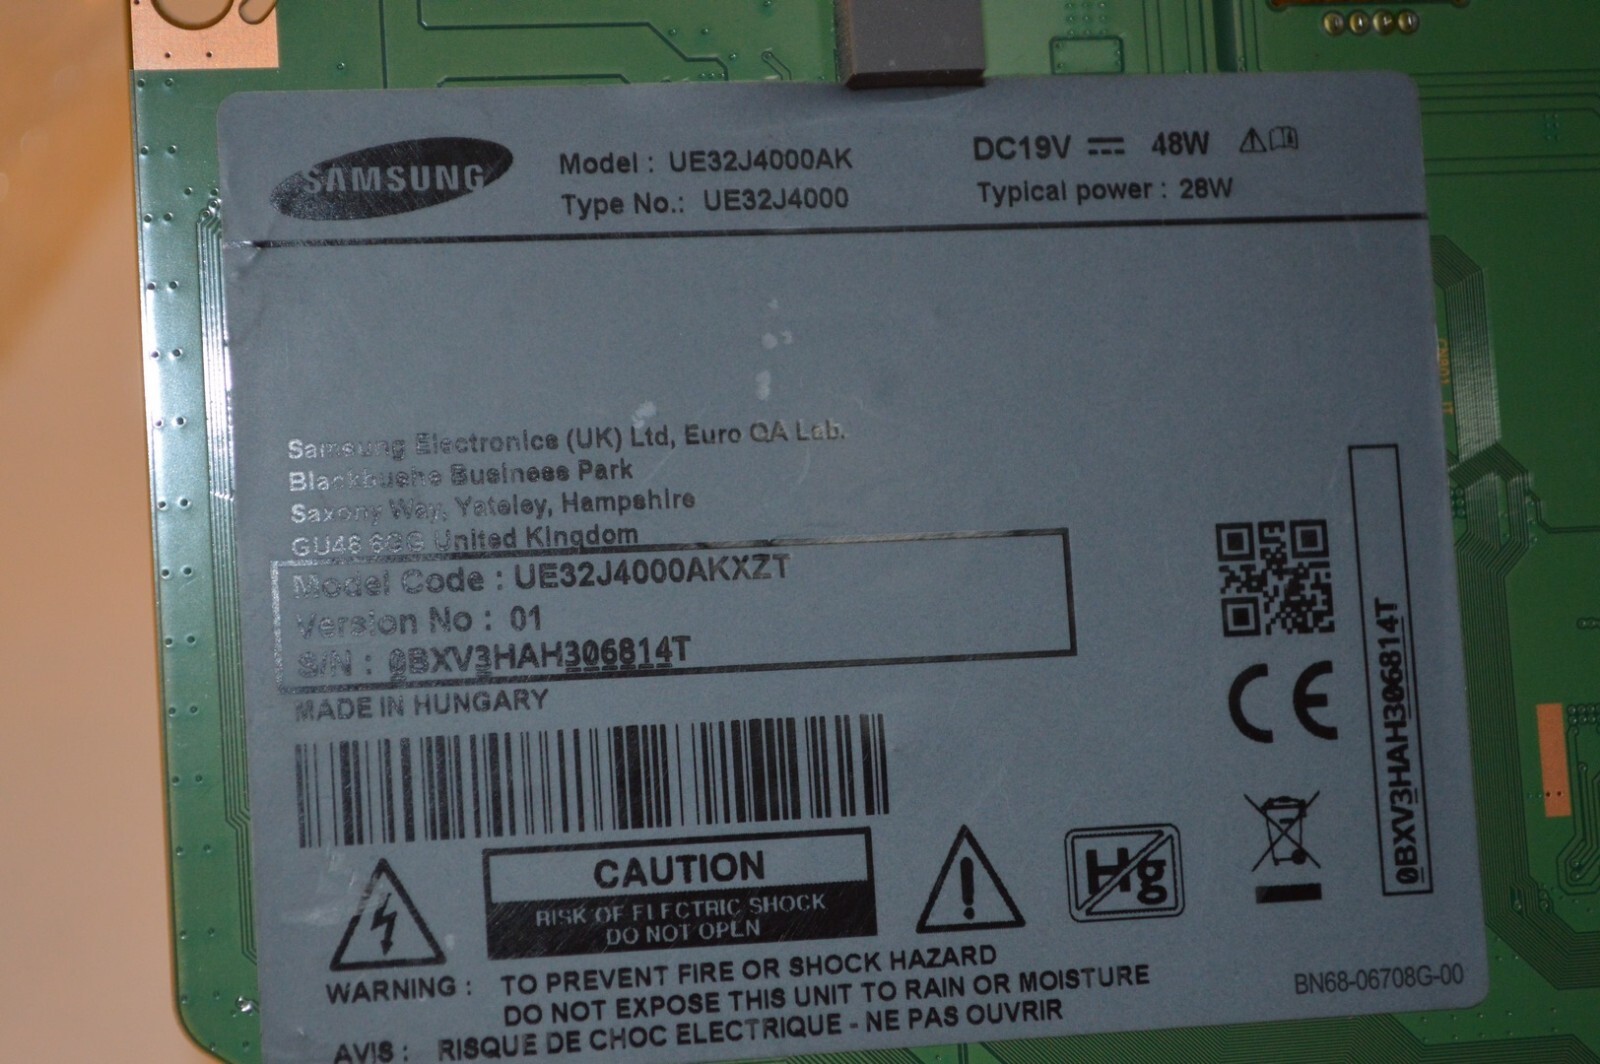 SAMSUNG
Model : UE32J4000AK
Type No.: UE32J4000
DC19V 48W
Typical power : 28W
Samsung Electronics (UK) Ltd, Euro QA Lab.
Blackbushe Business Park
Saxony Way, Yateley, Hampshire
GU46 6GG United Kingdom
Model Code : UE32J4000AKXZT
Version No : 01
S/N : 0BXV3HAH306814T
MADE IN HUNGARY
0BXV3HAH306814T
CE
CAUTION
RISK OF ELECTRIC SHOCK
DO NOT OPEN
Hg
WARNING : TO PREVENT FIRE OR SHOCK HAZARD
DO NOT EXPOSE THIS UNIT TO RAIN OR MOISTURE
AVIS : RISQUE DE CHOC ELECTRIQUE - NE PAS OUVRIR
BN68-06708G-00